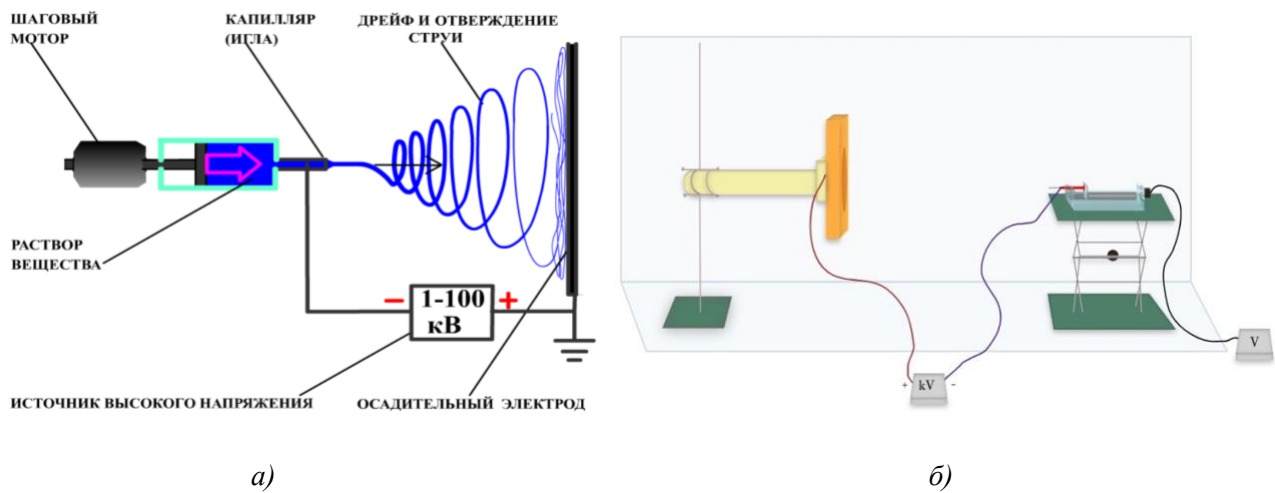 ШАГОВЫЙ
МОТОР
КАПИЛЛЯР
(ИГЛА)
ДРЕЙФ И ОТВЕРЖДЕНИЕ
СТРУИ
РАСТВОР
ВЕЩЕСТВА
− 1-100 +
кВ
ИСТОЧНИК ВЫСОКОГО НАПРЯЖЕНИЯ
ОСАДИТЕЛЬНЫЙ ЭЛЕКТРОД
V
+ kV -
а)
б)